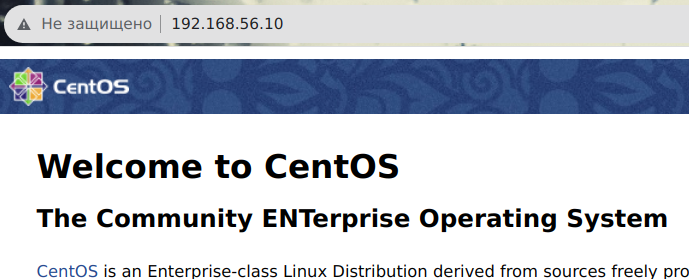 Не защищено 192.168.56.10
CentOS
Welcome to CentOS
The Community ENTerprise Operating System
CentOS is an Enterprise-class Linux Distribution derived from sources freely pro